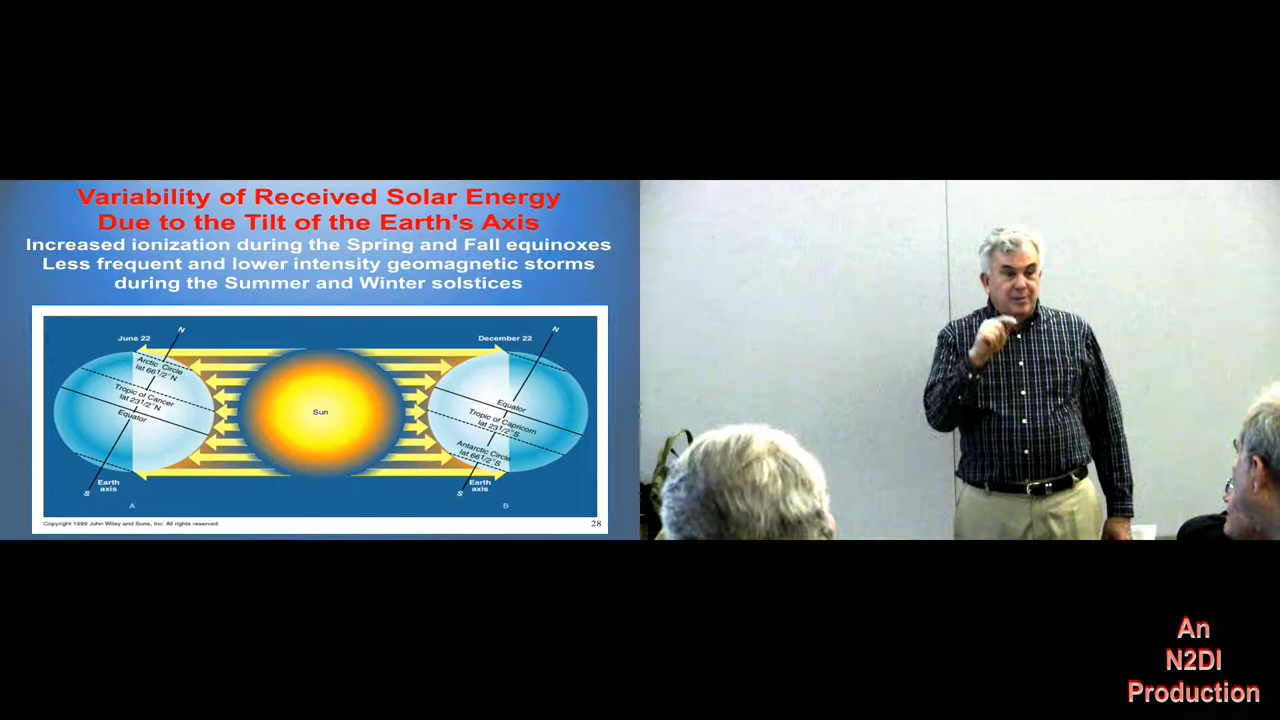 Variability of Received Solar Energy
Due to the Tilt of the Earth's Axis
Increased ionization during the Spring and Fall equinoxes
Less frequent and lower intensity geomagnetic storms
during the Summer and Winter solstices
June 22
N
Arctic Circle
lat 66 1/2° N
Tropic of Cancer
lat 23 1/2° N
Equator
S
Earth
axis
A
Sun
December 22
N
Equator
Tropic of Capricorn
lat 23 1/2° S
Antarctic Circle
lat 66 1/2° S
S
Earth
axis
B
Copyright 1999 John Wiley and Sons, Inc. All rights reserved.
28
An
N2DI
Production